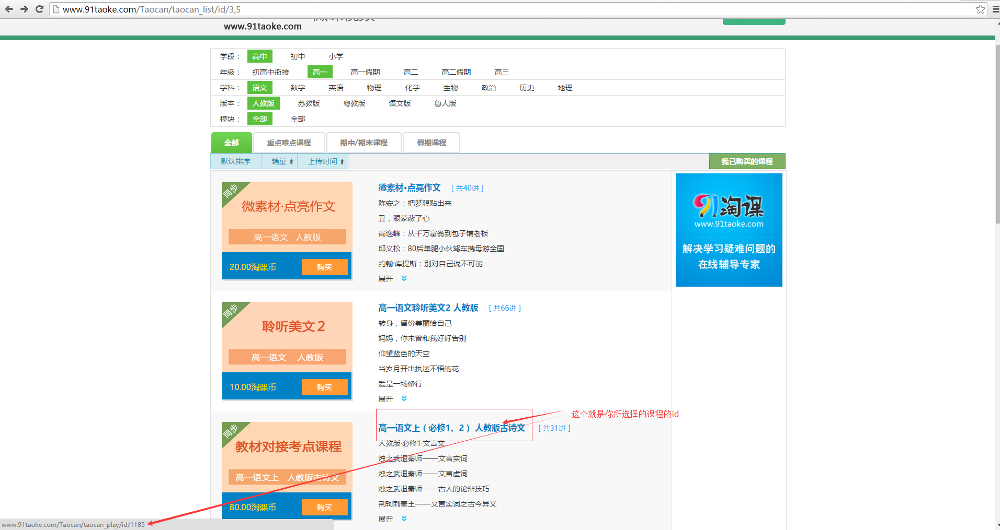 www.91taoke.com/Taocan/taocan_list/id/3,5
www.91taoke.com
学段： 高中 初中 小学
年级： 初高中衔接 高一 高一假期 高二 高二假期 高三
学科： 语文 数学 英语 物理 化学 生物 政治 历史 地理
版本： 人教版 苏教版 粤教版 语文版 鲁人版
模块： 全部 全部
全部 重点难点课程 期中/期末课程 假期课程
默认排序 销量 上传时间 我已购买的课程
同步
微素材·点亮作文
高一语文 人教版
20.00淘课币 购买
微素材•点亮作文 [ 共40讲 ]
陈安之：把梦想贴出来
丑，眼蒙蔽了心
高逸峰：从千万富翁到包子铺老板
邱义松：80后单腿小伙驾车携母游全国
约翰·库提斯：别对自己说不可能
展开
91淘课
www.91taoke.com
解决学习疑难问题的
在线辅导专家
同步
聆听美文2
高一语文 人教版
10.00淘课币 购买
高一语文聆听美文2 人教版 [ 共66讲 ]
转身，留份美丽给自己
妈妈，你未曾和我好好告别
仰望蓝色的天空
当岁月开出执迷不悟的花
爱是一场修行
展开
这个就是你所选择的课程的id
同步
教材对接考点课程
高一语文上 人教版古诗文
80.00淘课币 购买
高一语文上（必修1、2） 人教版古诗文 [ 共31讲 ]
人教版·必修1·文言文
烛之武退秦师——文言实词
烛之武退秦师——文言虚词
烛之武退秦师——古人的论辩技巧
荆轲刺秦王——文言实词之古今异义
展开
www.91taoke.com/Taocan/taocan_play/id/1185